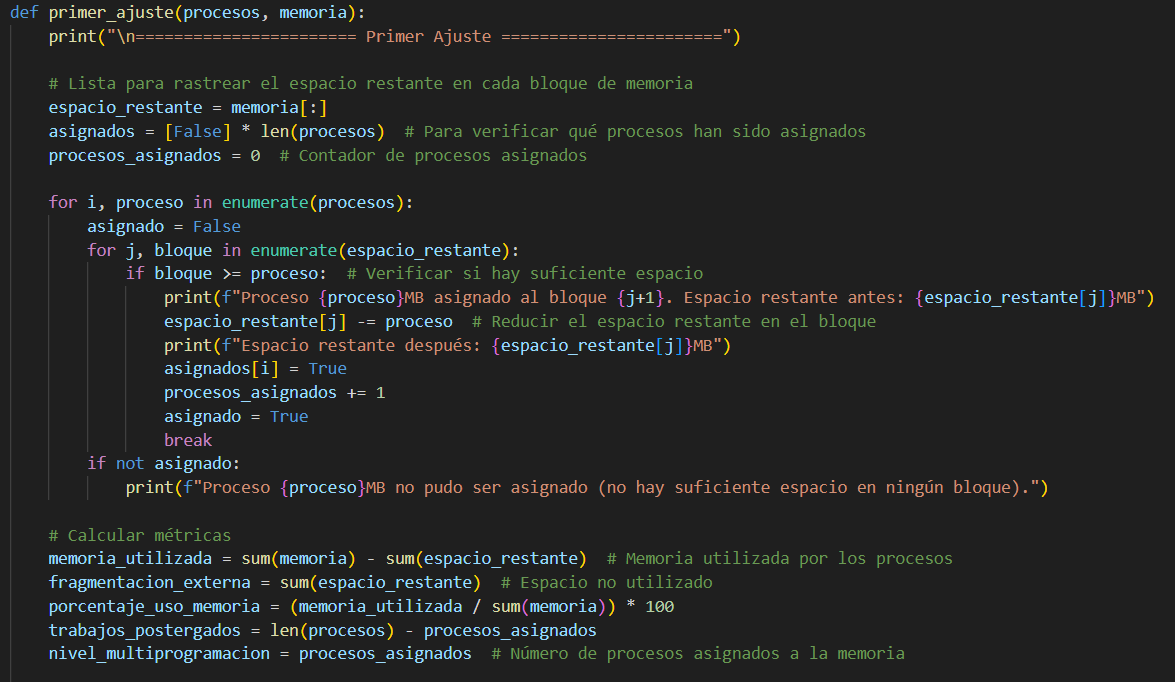 def primer_ajuste(procesos, memoria):
    print("\n======================= Primer Ajuste =======================")

    # Lista para rastrear el espacio restante en cada bloque de memoria
    espacio_restante = memoria[:]
    asignados = [False] * len(procesos)  # Para verificar qué procesos han sido asignados
    procesos_asignados = 0  # Contador de procesos asignados

    for i, proceso in enumerate(procesos):
        asignado = False
        for j, bloque in enumerate(espacio_restante):
            if bloque >= proceso:  # Verificar si hay suficiente espacio
                print(f"Proceso {proceso}MB asignado al bloque {j+1}. Espacio restante antes: {espacio_restante[j]}MB")
                espacio_restante[j] -= proceso  # Reducir el espacio restante en el bloque
                print(f"Espacio restante después: {espacio_restante[j]}MB")
                asignados[i] = True
                procesos_asignados += 1
                asignado = True
                break
        if not asignado:
            print(f"Proceso {proceso}MB no pudo ser asignado (no hay suficiente espacio en ningún bloque).")

    # Calcular métricas
    memoria_utilizada = sum(memoria) - sum(espacio_restante)  # Memoria utilizada por los procesos
    fragmentacion_externa = sum(espacio_restante)  # Espacio no utilizado
    porcentaje_uso_memoria = (memoria_utilizada / sum(memoria)) * 100
    trabajos_postergados = len(procesos) - procesos_asignados
    nivel_multiprogramacion = procesos_asignados  # Número de procesos asignados a la memoria